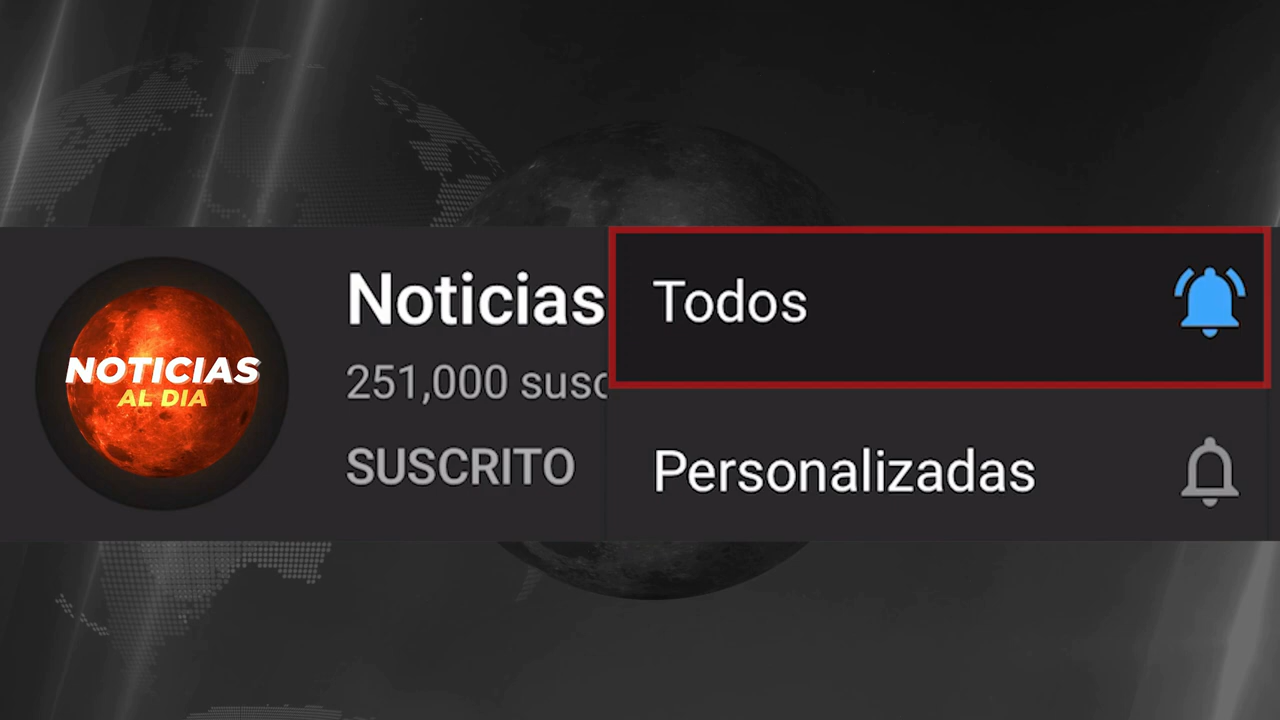 NOTICIAS
AL DIA
Noticias
251,000 susc
SUSCRITO
Todos
Personalizadas